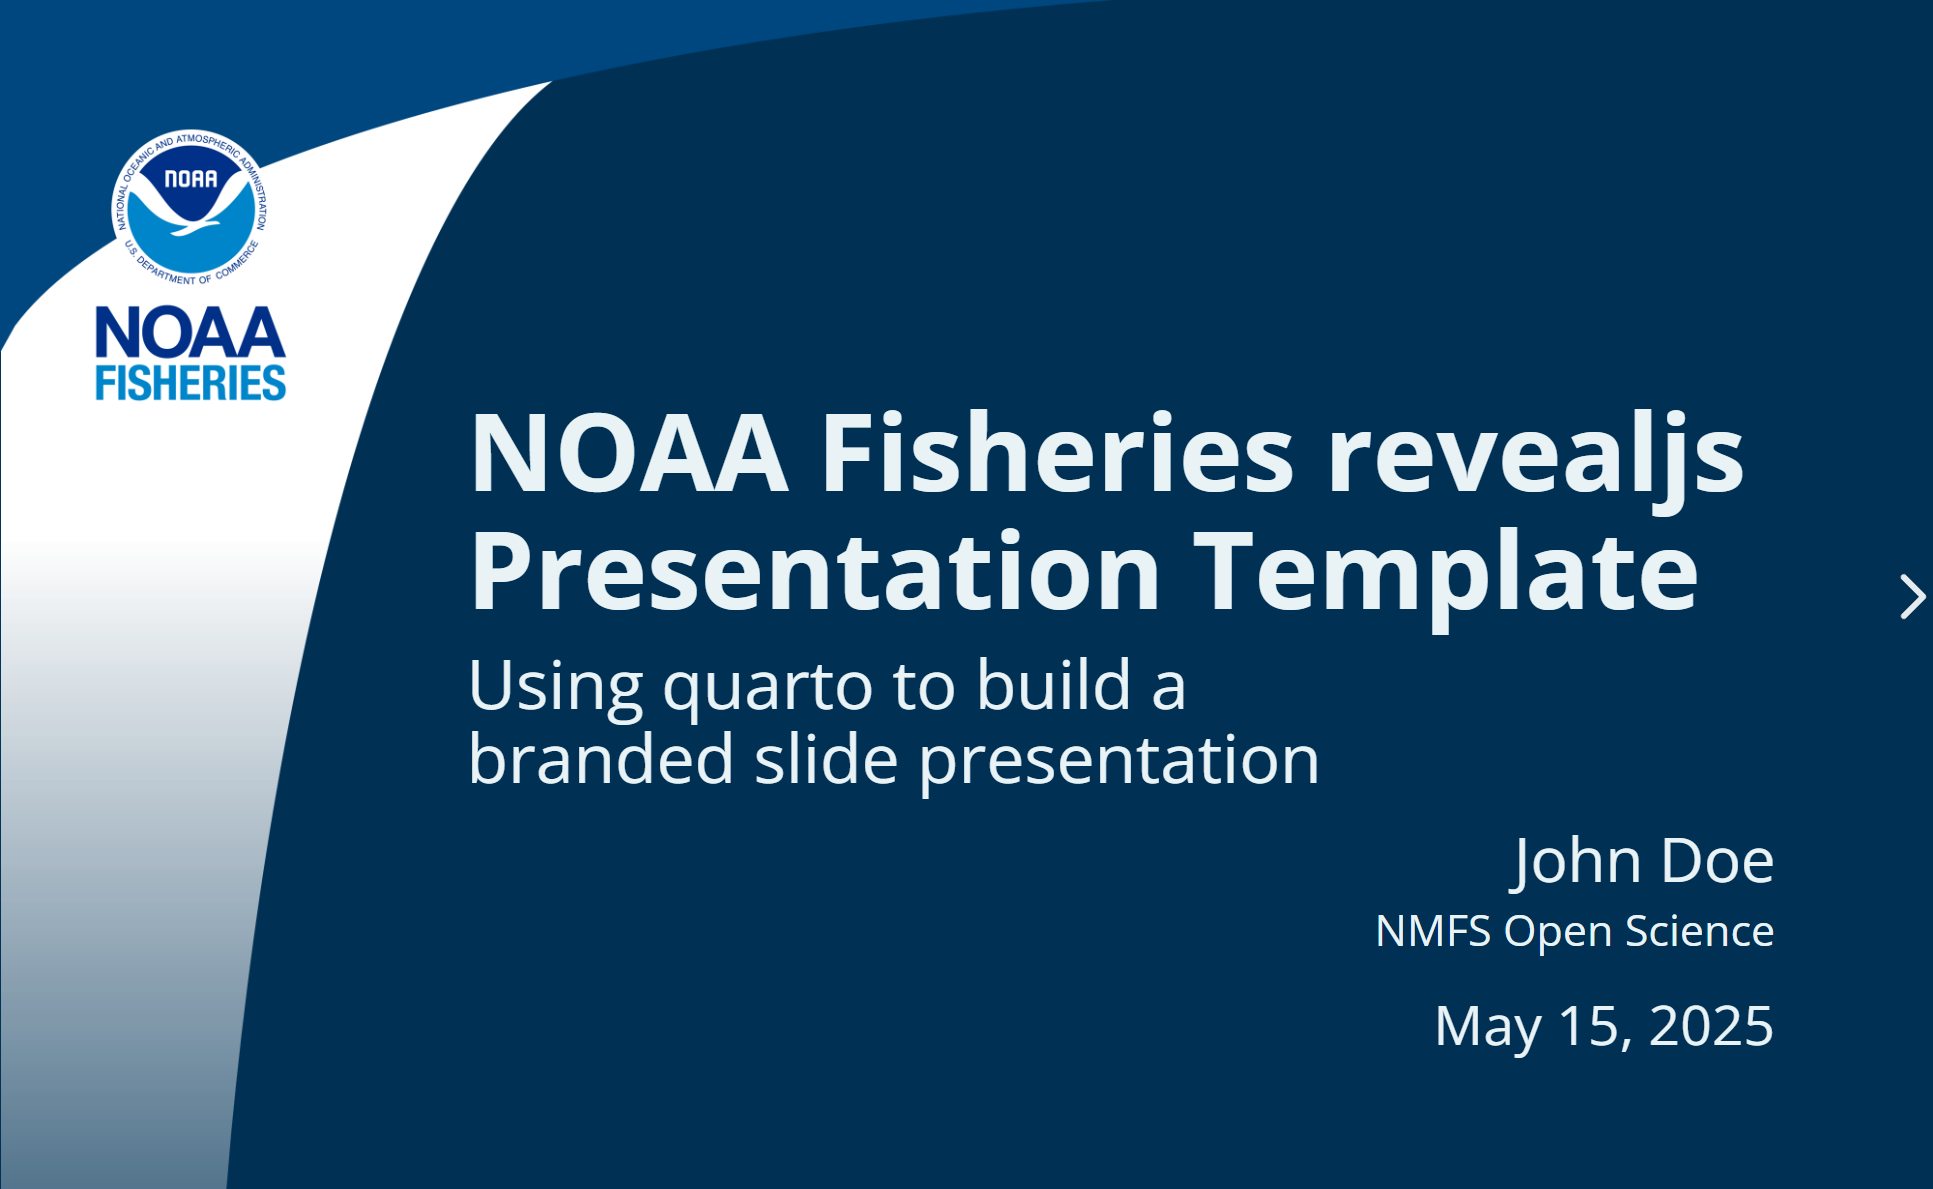 NATIONAL OCEANIC AND ATMOSPHERIC ADMINISTRATION
NOAA
U.S. DEPARTMENT OF COMMERCE
NOAA
FISHERIES
NOAA Fisheries revealjs
Presentation Template
Using quarto to build a
branded slide presentation
John Doe
NMFS Open Science
May 15, 2025